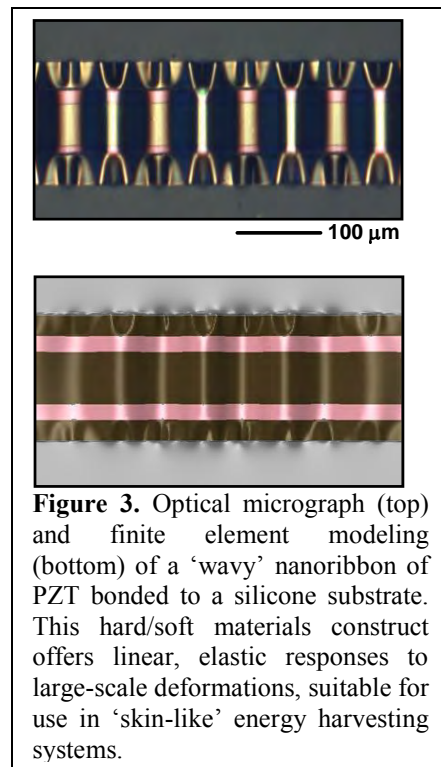 100 μm
Figure 3. Optical micrograph (top)
and finite element modeling
(bottom) of a ‘wavy’ nanoribbon of
PZT bonded to a silicone substrate.
This hard/soft materials construct
offers linear, elastic responses to
large-scale deformations, suitable for
use in ‘skin-like’ energy harvesting
systems.